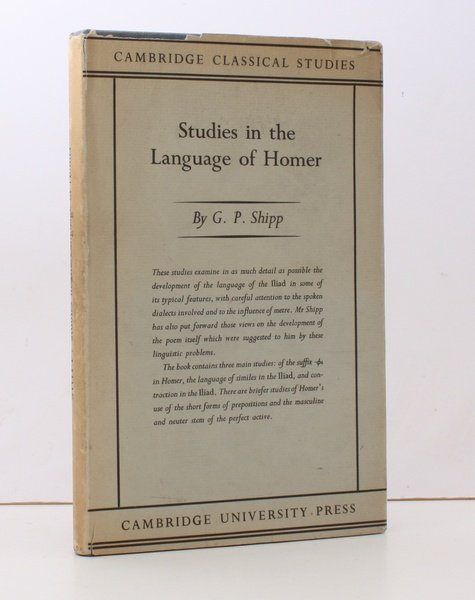 CAMBRIDGE CLASSICAL STUDIES
Studies in the
Language of Homer
By G. P. Shipp
These studies examine in as much detail as possible the
development of the language of the Iliad in some of
its typical features, with careful attention to the spoken
dialects involved and to the influence of metre. Mr Shipp
has also put forward those views on the development of
the poem itself which were suggested to him by these
linguistic problems.
The book contains three main studies: of the suffix -φι
in Homer, the language of similes in the Iliad, and con-
traction in the Iliad. There are briefer studies of Homer's
use of the short forms of prepositions and the masculine
and neuter stem of the perfect active.
CAMBRIDGE UNIVERSITY PRESS